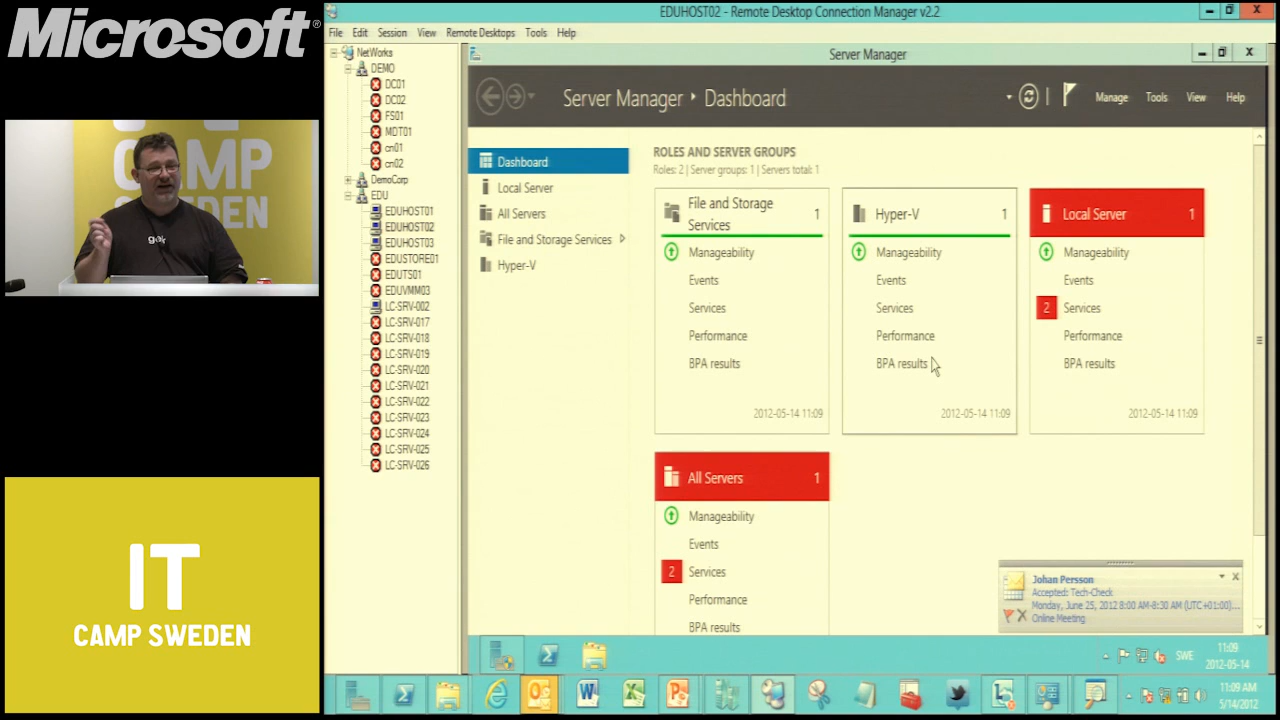 Microsoft®
CAMP
SWEDEN
IT
CAMP SWEDEN
EDUHOST02 - Remote Desktop Connection Manager v2.2
File Edit Session View Remote Desktops Tools Help
NetWorks
DEMO
DC01
DC02
FS01
MDT01
cn01
cn02
DemoCorp
EDU
EDUHOST01
EDUHOST02
EDUHOST03
EDUSTORE01
EDUTS01
EDUVMM03
LC-SRV-002
LC-SRV-017
LC-SRV-018
LC-SRV-019
LC-SRV-020
LC-SRV-021
LC-SRV-022
LC-SRV-023
LC-SRV-024
LC-SRV-025
LC-SRV-026
Server Manager
Server Manager • Dashboard
Manage Tools View Help
Dashboard
Local Server
All Servers
File and Storage Services
Hyper-V
ROLES AND SERVER GROUPS
Roles: 2 | Server groups: 1 | Servers total: 1
File and Storage
Services 1
Manageability
Events
Services
Performance
BPA results
2012-05-14 11:09
Hyper-V 1
Manageability
Events
Services
Performance
BPA results
2012-05-14 11:09
Local Server 1
Manageability
Events
2 Services
Performance
BPA results
2012-05-14 11:09
All Servers 1
Manageability
Events
2 Services
Performance
BPA results
Johan Persson
Accepted: Tech-Check
Monday, June 25, 2012 8:00 AM-8:30 AM (UTC+01:00)...
Online Meeting
SWE
11:09
2012-05-14
11:09 AM
5/14/2012